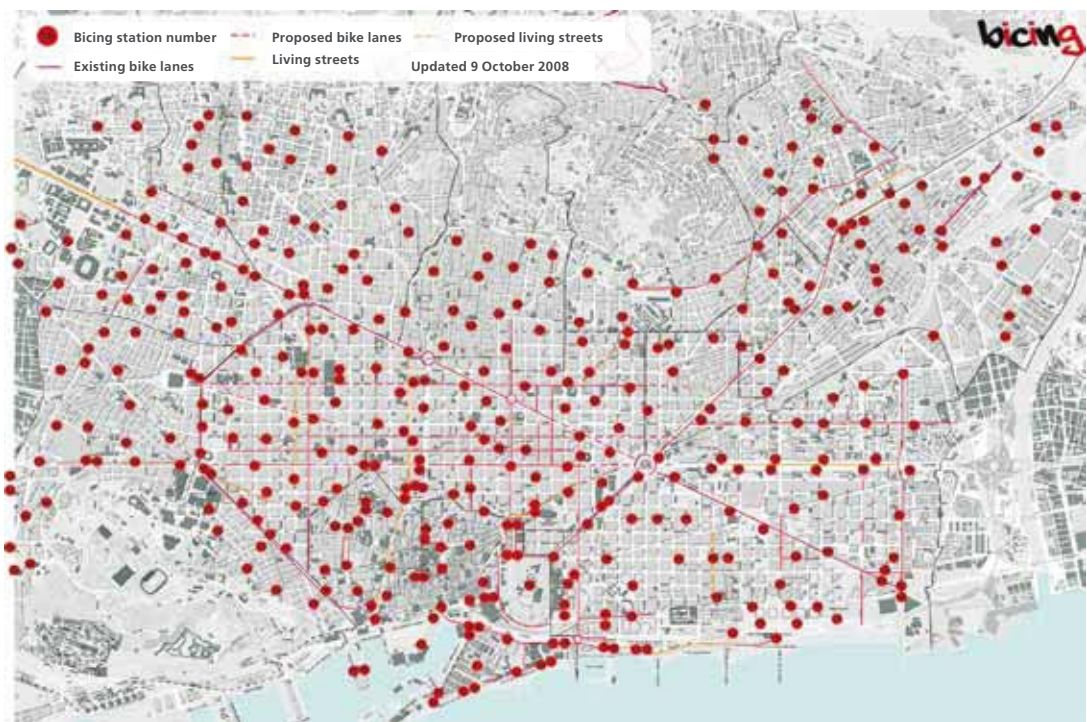 Bicing station number
Proposed bike lanes
Proposed living streets
bicing
Existing bike lanes
Living streets
Updated 9 October 2008